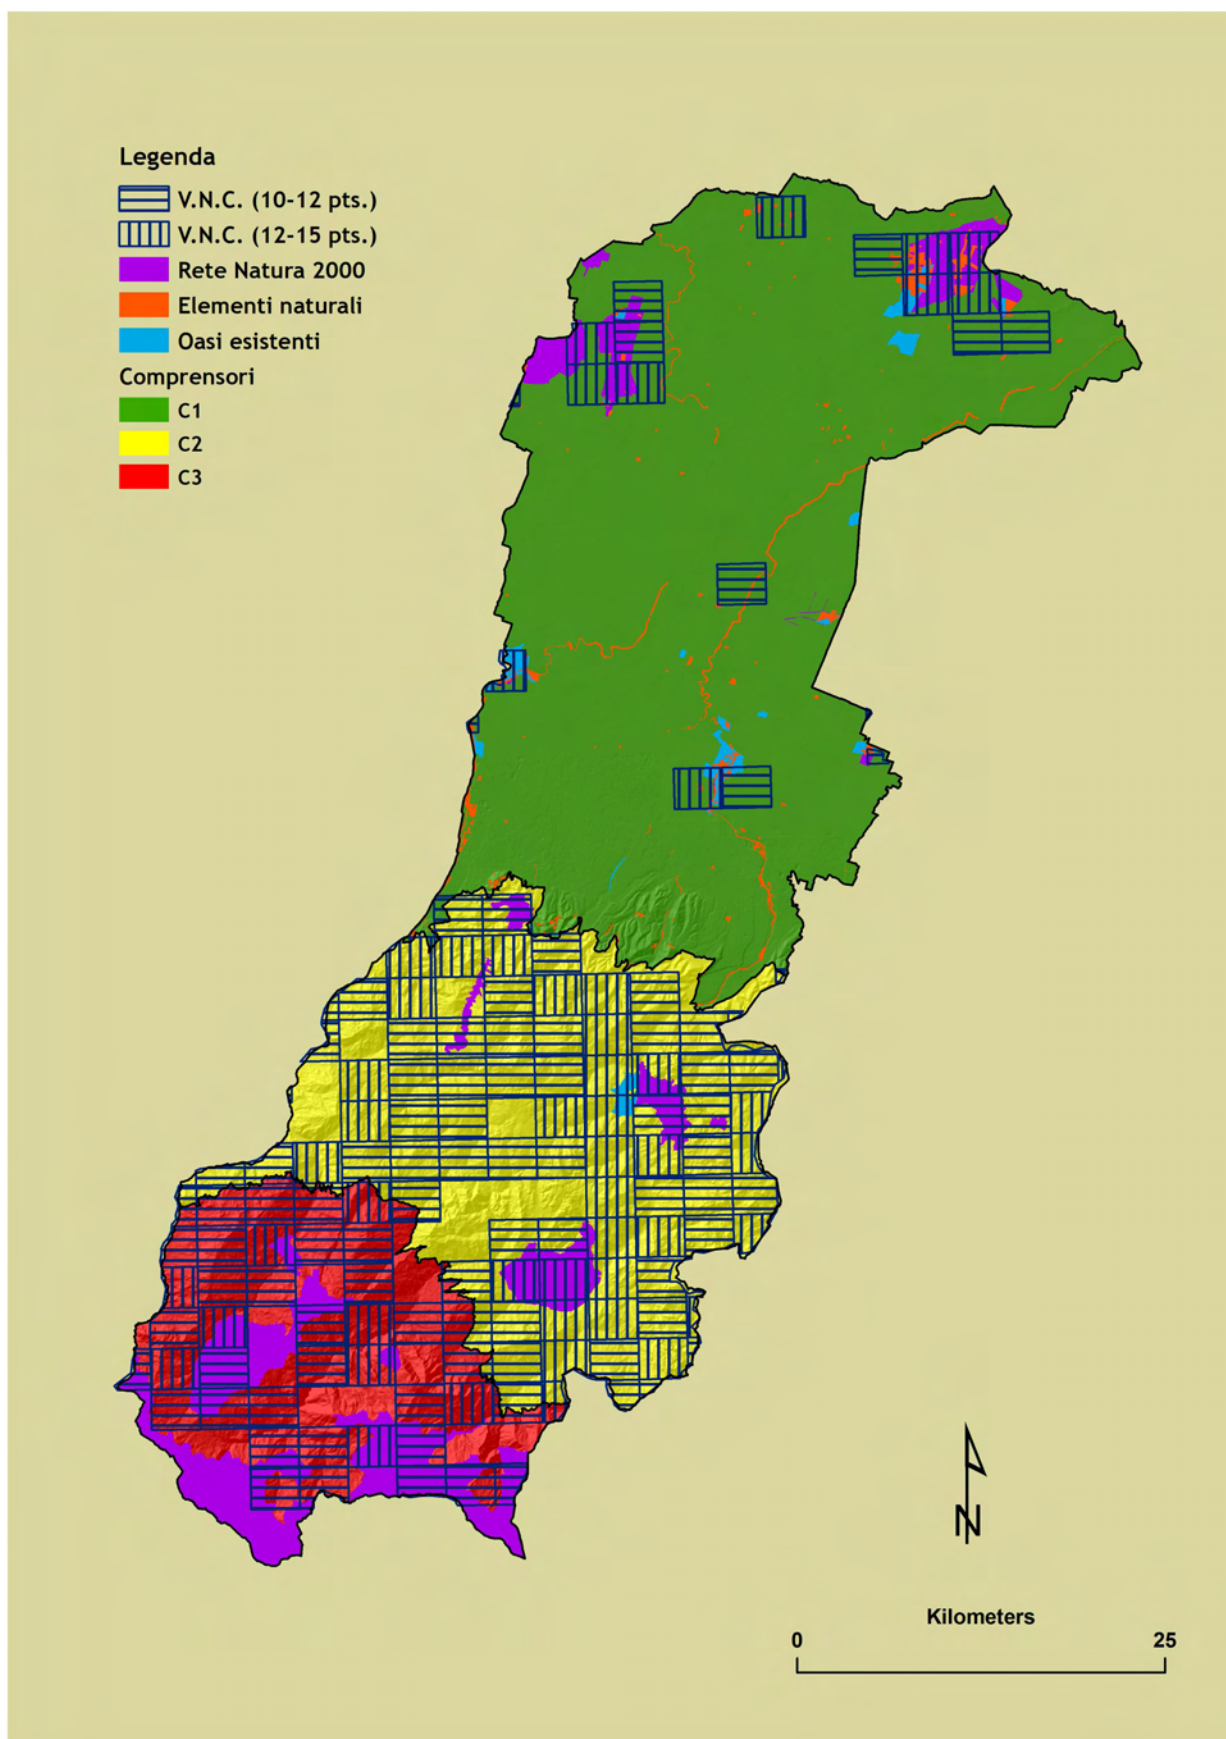 Legenda
V.N.C. (10-12 pts.)
V.N.C. (12-15 pts.)
Rete Natura 2000
Elementi naturali
Oasi esistenti
Comprensori
C1
C2
C3
N
Kilometers
0 25